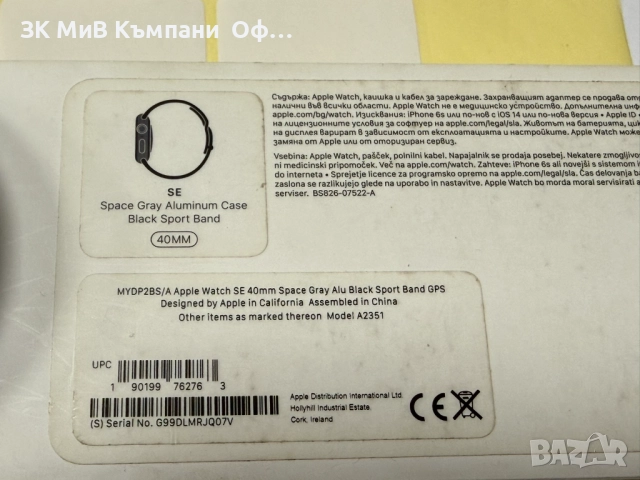 ЗК МиВ Къмпани Оф...
Съдържа: Apple Watch, каишка и кабел за зареждане. Захранващият адаптер се продава от
налични във всички области. Apple Watch не е медицинско устройство. Допълнителна инф
apple.com/bg/watch. Изисквания: iPhone 6s или по-нов с iOS 14 или по-нова версия • Apple ID •
на лицензионните условия за софтуер на apple.com/legal/sla. Животът на батерията,
на дисплея варират в зависимост от експлоатацията и настройките. Apple Watch може
замяна от Apple или от оторизиран сервиз.
Vsebina: Apple Watch, pašček, polnilni kabel. Napajalnik se prodaja posebej. Nekatere zmogljivo
ni medicinski pripomoček. Več na apple.com/watch. Zahteve: iPhone 6s ali novejši s sistemom i
do interneta • Sprejetje licence za programsko opremo na apple.com/legal/sla. Čas delovanja ba
zaslona se razlikujejo glede na uporabo in nastavitve. Apple Watch bo morda moral servisirati a
serviser. BS826-07522-A
SE
Space Gray Aluminum Case
Black Sport Band
40MM
MYDP2BS/A Apple Watch SE 40mm Space Gray Alu Black Sport Band GPS
Designed by Apple in California Assembled in China
Other items as marked thereon Model A2351
UPC
1 90199 76276 3
(S) Serial No. G99DLMRJQ07V
Apple Distribution International Ltd.
Hollyhill Industrial Estate
Cork, Ireland
CE
bazar